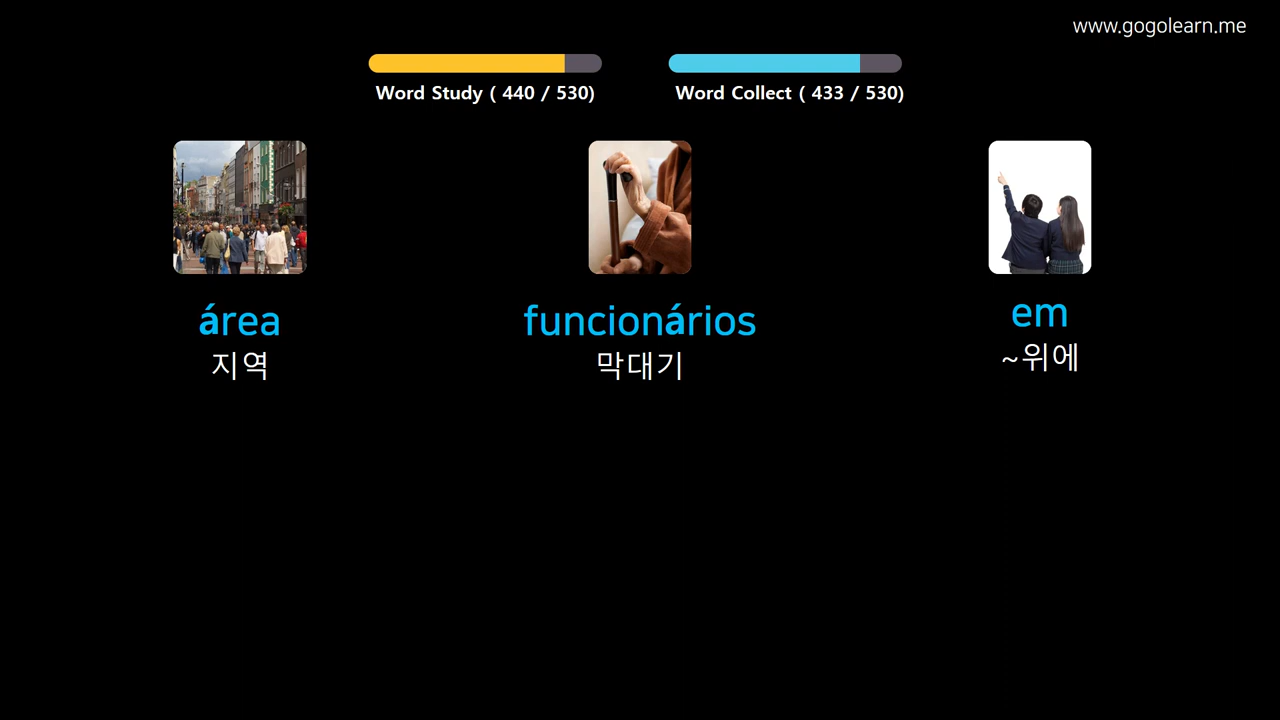 www.gogolearn.me
Word Study ( 440 / 530)
Word Collect ( 433 / 530)
área
지역
funcionários
막대기
em
~위에